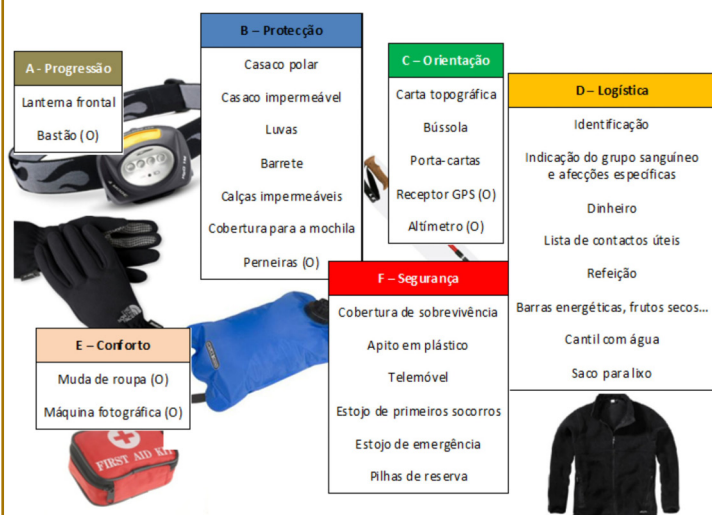 A - Progressão
Lanterna frontal
Bastão (O)
B – Protecção
Casaco polar
Casaco impermeável
Luvas
Barrete
Calças impermeáveis
Cobertura para a mochila
Perneiras (O)
C – Orientação
Carta topográfica
Bússola
Porta-cartas
Receptor GPS (O)
Altímetro (O)
D – Logística
Identificação
Indicação do grupo sanguíneo
e afecções específicas
Dinheiro
Lista de contactos úteis
Refeição
Barras energéticas, frutos secos...
Cantil com água
Saco para lixo
E – Conforto
Muda de roupa (O)
Máquina fotográfica (O)
F – Segurança
Cobertura de sobrevivência
Apito em plástico
Telemóvel
Estojo de primeiros socorros
Estojo de emergência
Pilhas de reserva
FIRST AID KIT